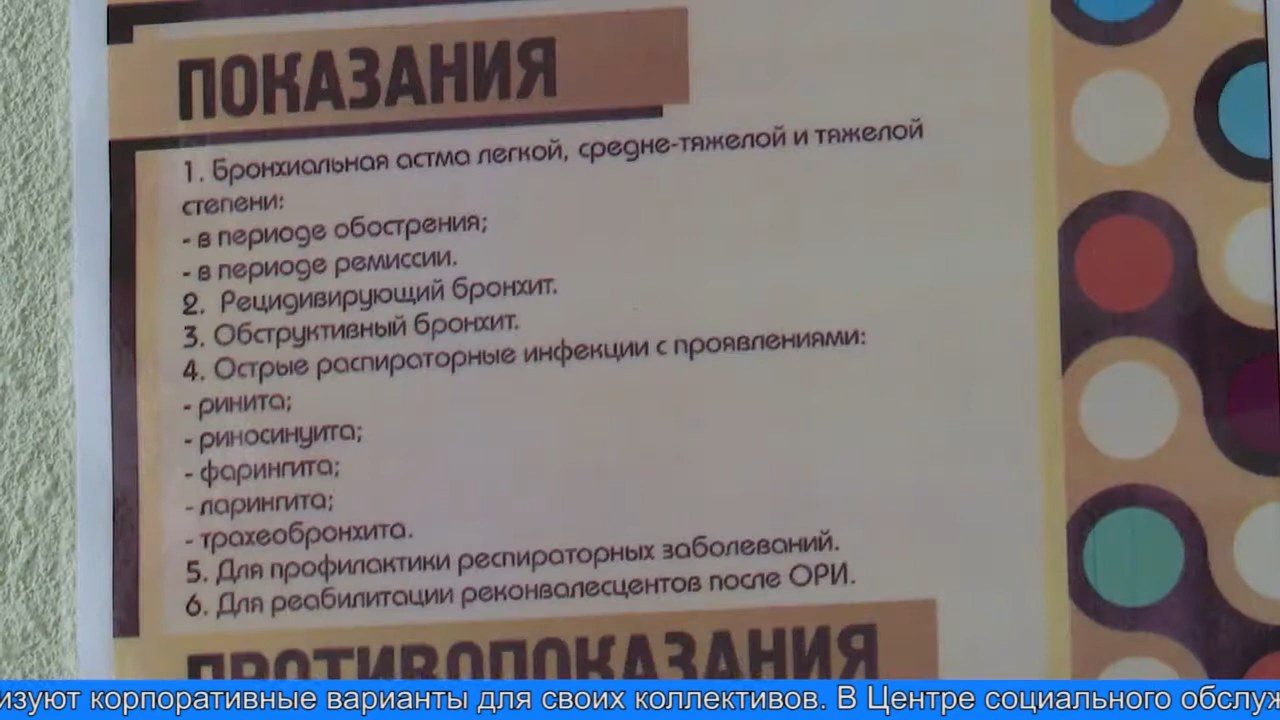 ПОКАЗАНИЯ
1. Бронхиальная астма легкой, средне-тяжелой и тяжелой
степени:
- в периоде обострения;
- в периоде ремиссии.
2. Рецидивирующий бронхит.
3. Обструктивный бронхит.
4. Острые распираторные инфекции с проявлениями:
- ринита;
- риносинуита;
- фарингита;
- ларингита;
- трахеобронхита.
5. Для профилактики респираторных заболеваний.
6. Для реабилитации реконвалесцентов после ОРИ.
ПРОТИВОПОКАЗАНИЯ
изуют корпоративные варианты для своих коллективов. В Центре социального обслуж